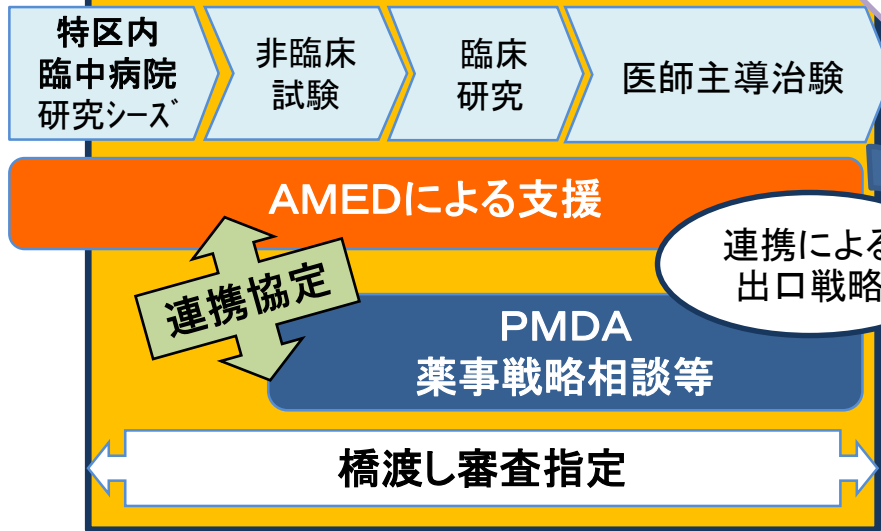 特区内
臨中病院
研究シーズ
非臨床
試験
臨床
研究
医師主導治験
AMEDによる支援
連携による
出口戦略
連携協定
PMDA
薬事戦略相談等
橋渡し審査指定